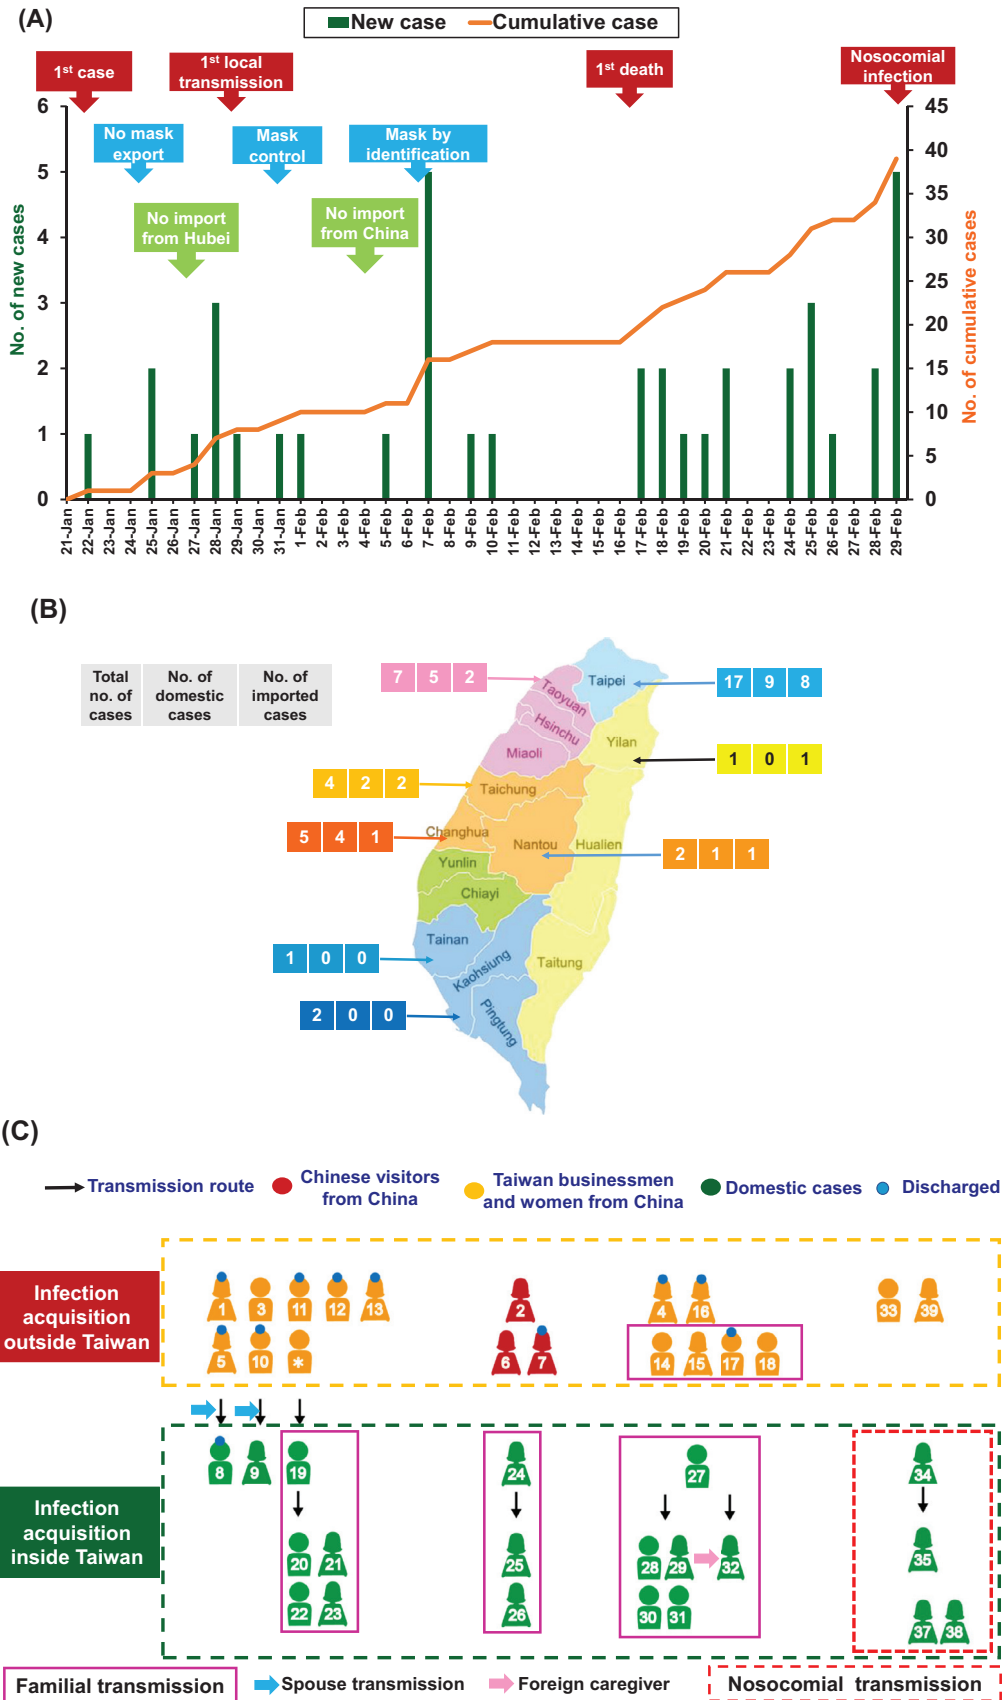 (A)
New case
Cumulative case
1st case
1st local
transmission
1st death
Nosocomial
infection
No mask
export
Mask
control
Mask by
identification
No import
from Hubei
No import
from China
No. of new cases
6
5
4
3
2
1
0
No. of cumulative cases
45
40
35
30
25
20
15
10
5
0
21-Jan
22-Jan
23-Jan
24-Jan
25-Jan
26-Jan
27-Jan
28-Jan
29-Jan
30-Jan
31-Jan
1-Feb
2-Feb
3-Feb
4-Feb
5-Feb
6-Feb
7-Feb
8-Feb
9-Feb
10-Feb
11-Feb
12-Feb
13-Feb
14-Feb
15-Feb
16-Feb
17-Feb
18-Feb
19-Feb
20-Feb
21-Feb
22-Feb
23-Feb
24-Feb
25-Feb
26-Feb
27-Feb
28-Feb
29-Feb
(B)
Total
no. of
cases
No. of
domestic
cases
No. of
imported
cases
7 5 2
17 9 8
1 0 1
4 2 2
5 4 1
2 1 1
1 0 0
2 0 0
Taipei
Taoyuan
Hsinchu
Yilan
Miaoli
Taichung
Changhua
Nantou
Hualien
Yunlin
Chiayi
Tainan
Kaohsiung
Taitung
Pingtung
(C)
Transmission route
Chinese visitors
from China
Taiwan businessmen
and women from China
Domestic cases
Discharged
Infection
acquisition
outside Taiwan
1 3 11 12 13
2
4 16
33 39
5 10 *
6 7
14 15 17 18
Infection
acquisition
inside Taiwan
8 9 19
24
27
34
20 21
25
28 29 32
35
22 23
26
30 31
37 38
Familial transmission
Spouse transmission
Foreign caregiver
Nosocomial transmission